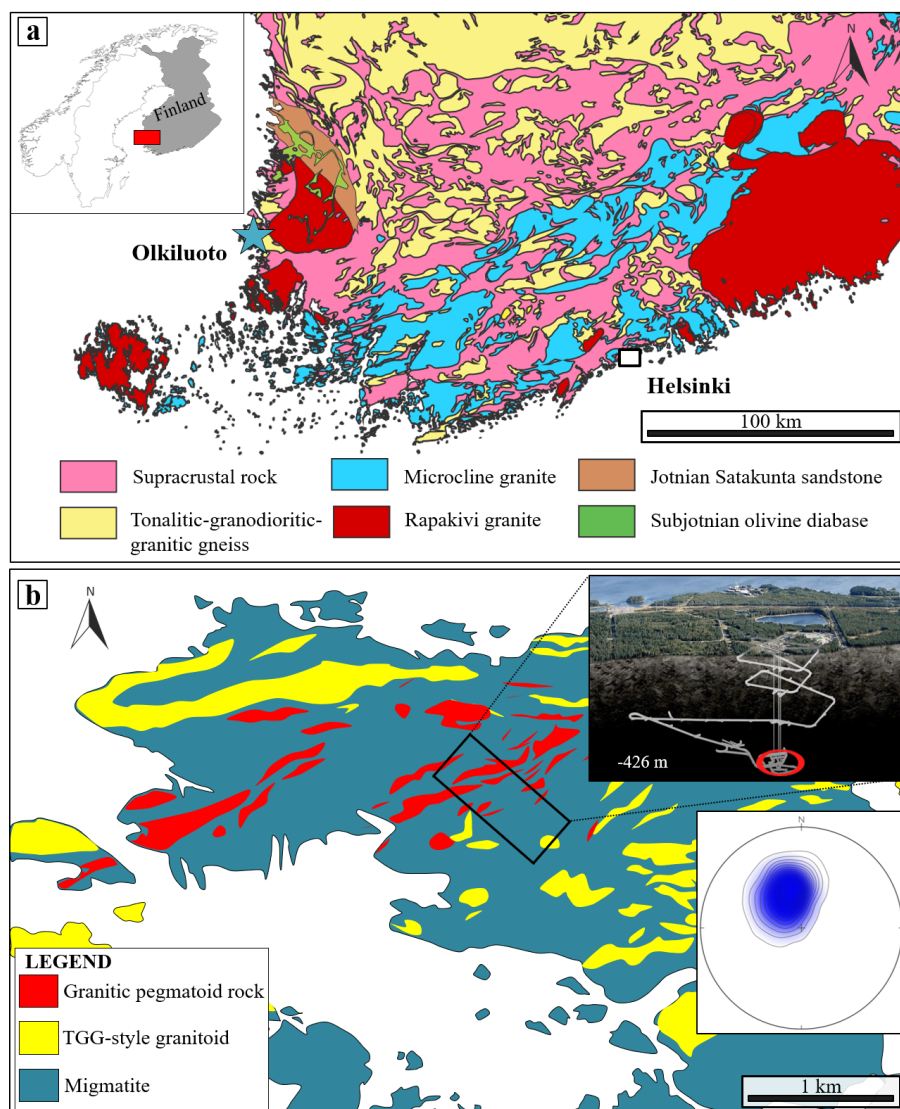 a
Finland
N
Olkiluoto
Helsinki
100 km
Supracrustal rock
Microcline granite
Jotnian Satakunta sandstone
Tonalitic-granodioritic-
granitic gneiss
Rapakivi granite
Subjotnian olivine diabase
b
N
-426 m
N
LEGEND
Granitic pegmatoid rock
TGG-style granitoid
Migmatite
1 km